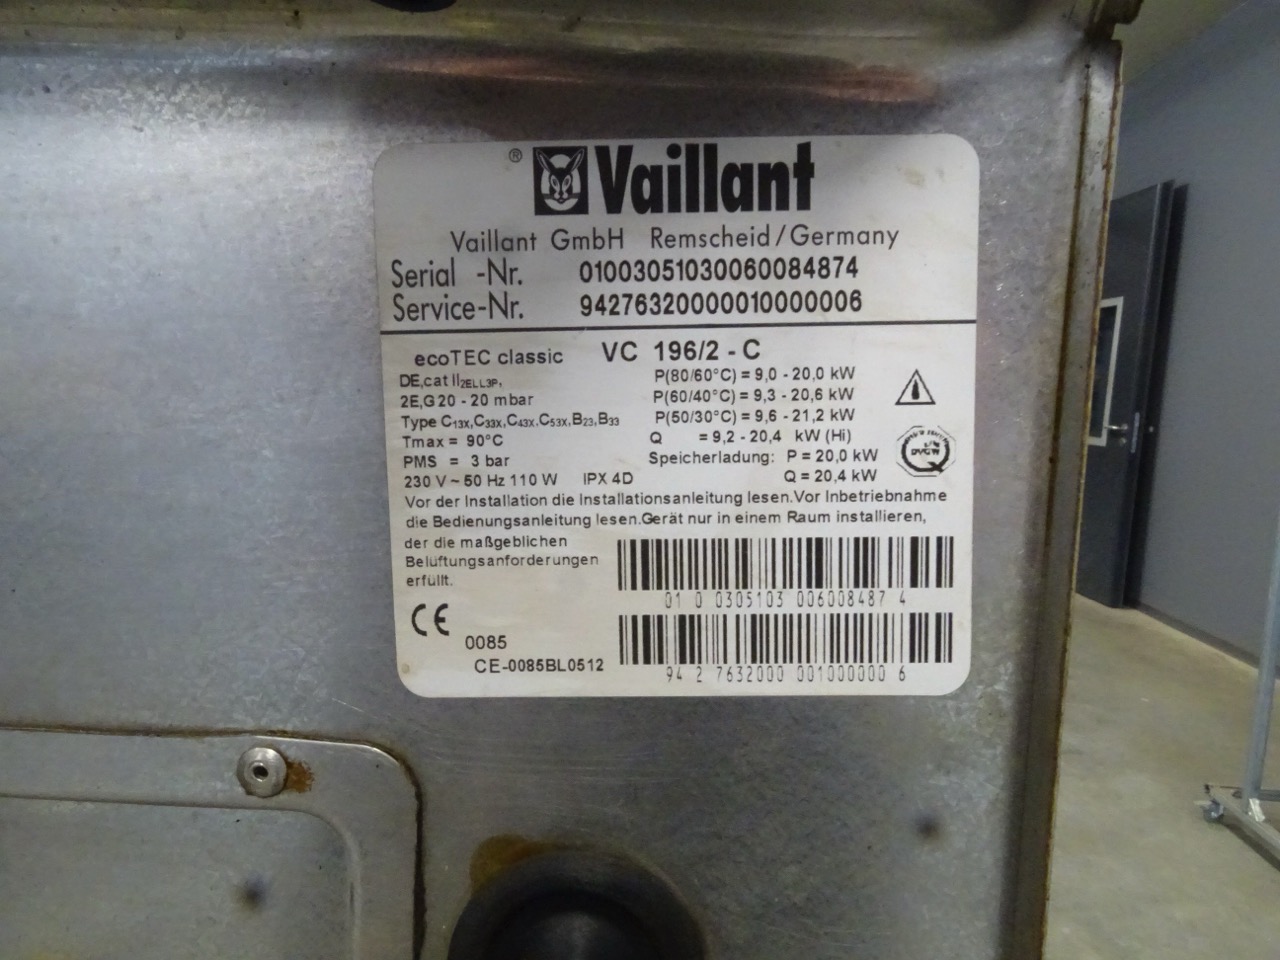 ® Vaillant
Vaillant GmbH Remscheid/Germany
Serial -Nr. 01003051030060084874
Service-Nr. 94276320000010000006
ecoTEC classic VC 196/2 - C
DE,cat II2ELL3P, P(80/60°C) = 9,0 - 20,0 kW
2E,G20 - 20 mbar P(60/40°C) = 9,3 - 20,6 kW
Type C13X,C33X,C43X,C53X,B23,B33 P(50/30°C) = 9,6 - 21,2 kW
Tmax = 90°C Q = 9,2 - 20,4 kW (Hi)
PMS = 3 bar Speicherladung: P = 20,0 kW
230 V ~ 50 Hz 110 W IPX 4D Q = 20,4 kW
DVGW
Vor der Installation die Installationsanleitung lesen.Vor Inbetriebnahme
die Bedienungsanleitung lesen.Gerät nur in einem Raum installieren,
der die maßgeblichen
Belüftungsanforderungen
erfüllt.
01 0 0305103 006008487 4
CE 0085
CE-0085BL0512
94 2 7632000 001000000 6